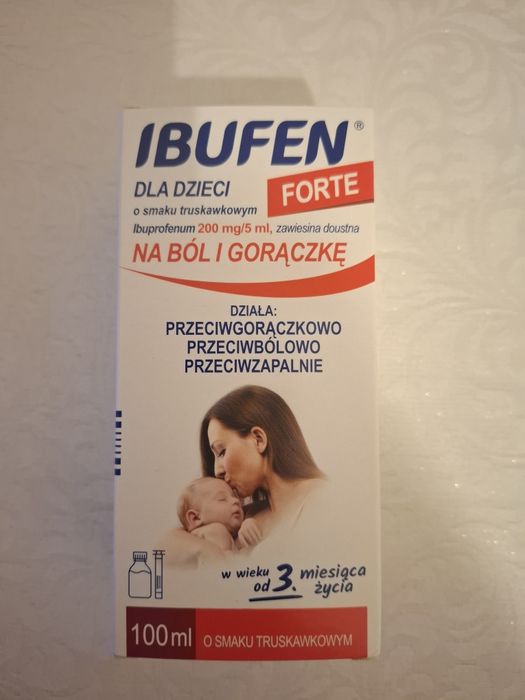 IBUFEN®
DLA DZIECI
FORTE
o smaku truskawkowym
Ibuprofenum 200 mg/5 ml, zawiesina doustna
NA BÓL I GORĄCZKĘ
DZIAŁA:
PRZECIWGORĄCZKOWO
PRZECIWBÓLOWO
PRZECIWZAPALNIE
w wieku od 3. miesiąca życia
100 ml
O SMAKU TRUSKAWKOWYM